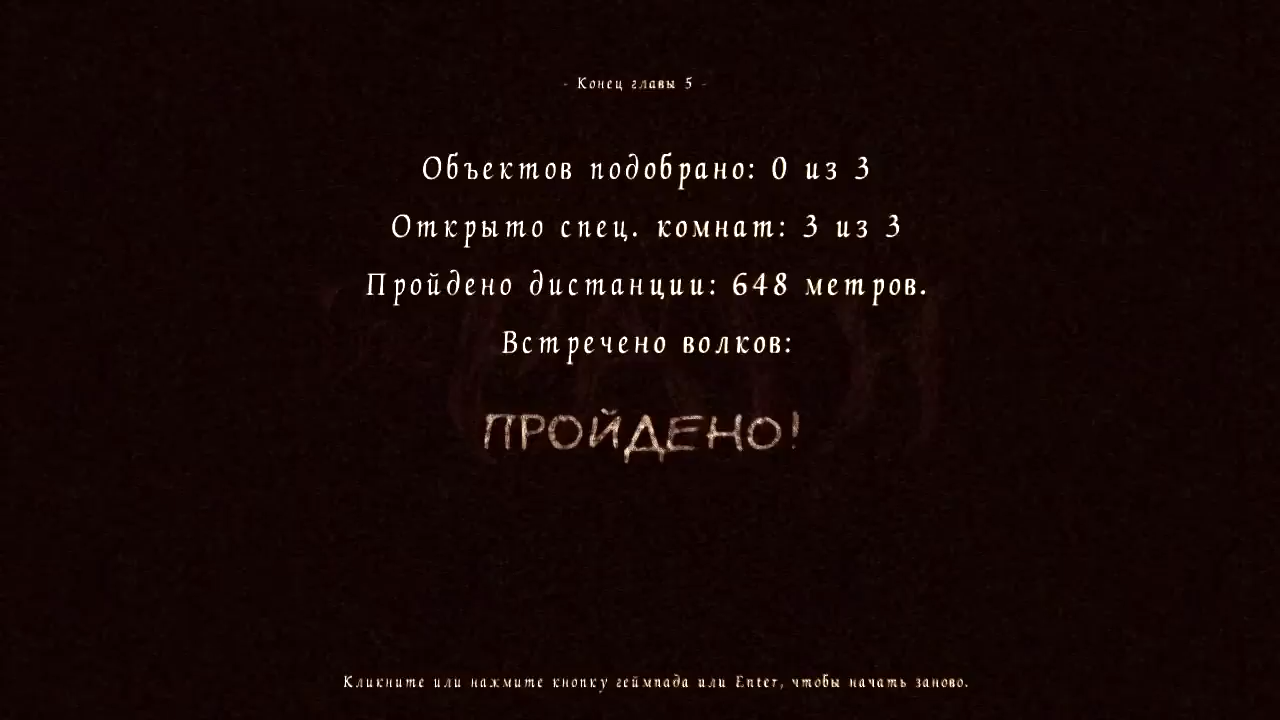 - Конец главы 5 -
Объектов подобрано: 0 из 3
Открыто спец. комнат: 3 из 3
Пройдено дистанции: 648 метров.
Встречено волков:
ПРОЙДЕНО!
Кликните или нажмите кнопку геймпада или Enter, чтобы начать заново.